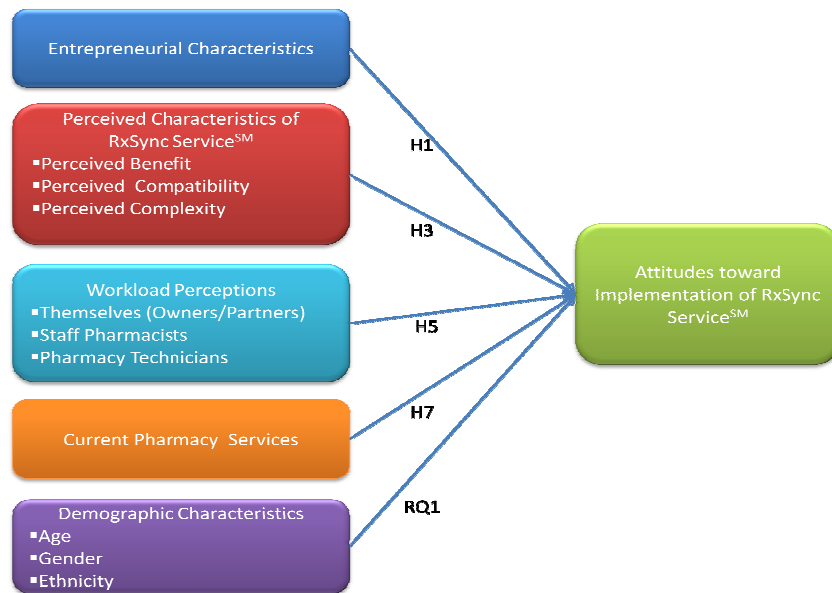 Entrepreneurial Characteristics
Perceived Characteristics of
RxSync Service℠
▪Perceived Benefit
▪Perceived Compatibility
▪Perceived Complexity
Workload Perceptions
▪Themselves (Owners/Partners)
▪Staff Pharmacists
▪Pharmacy Technicians
Current Pharmacy Services
Demographic Characteristics
▪Age
▪Gender
▪Ethnicity
H1
H3
H5
H7
RQ1
Attitudes toward
Implementation of RxSync
Service℠